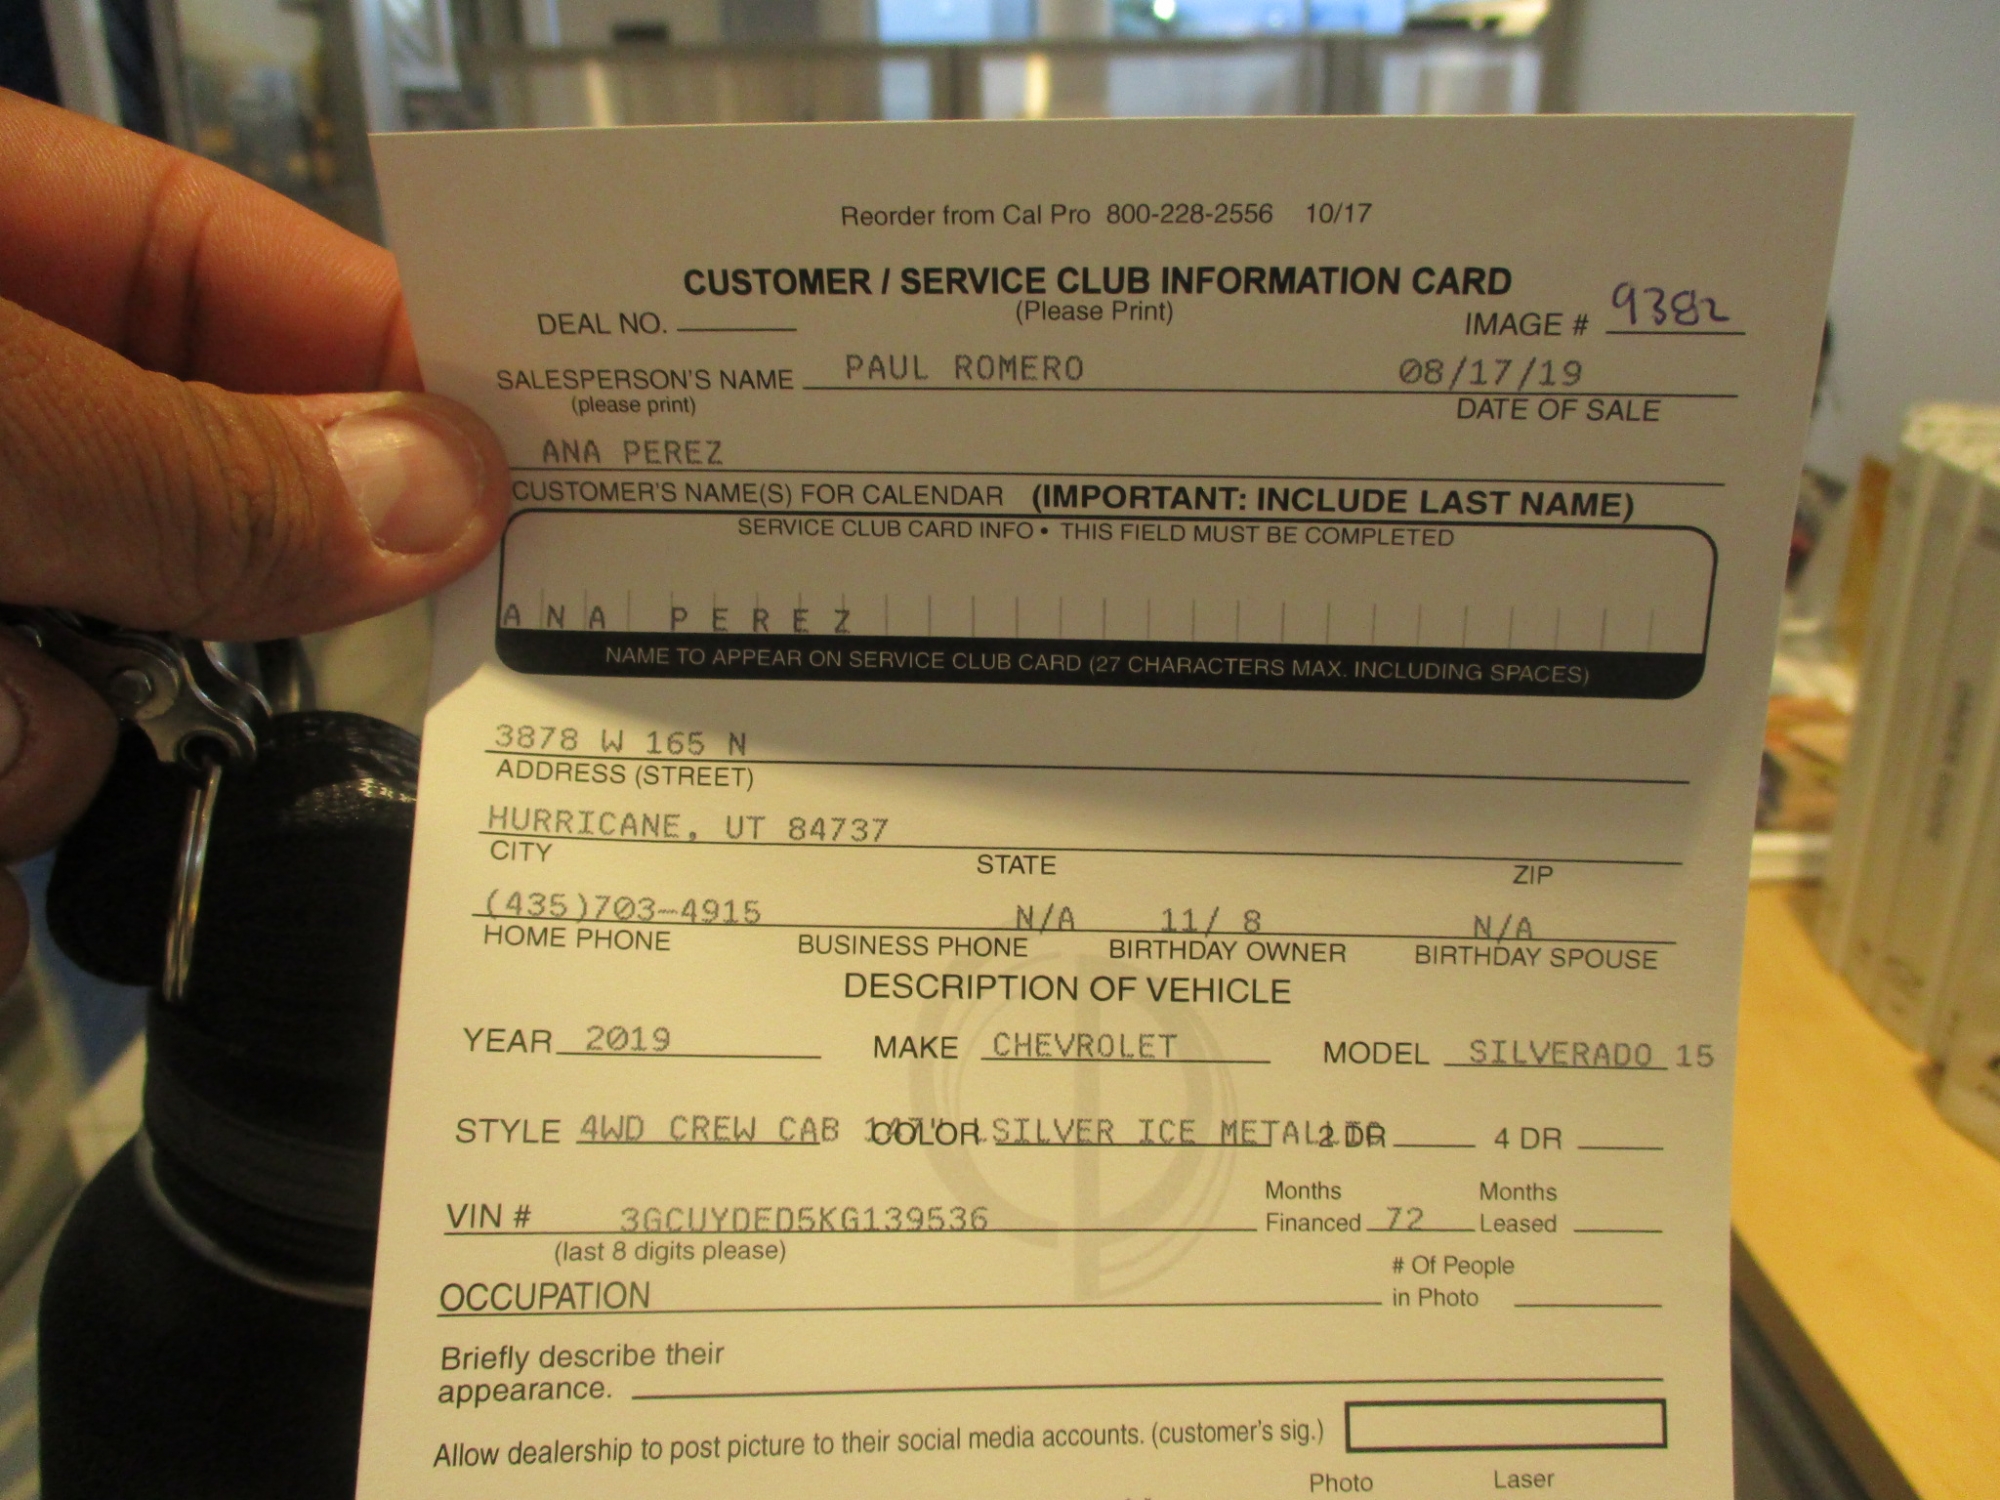 Reorder from Cal Pro 800-228-2556 10/17
CUSTOMER / SERVICE CLUB INFORMATION CARD
(Please Print)
DEAL NO. IMAGE # 9382
SALESPERSON'S NAME PAUL ROMERO 08/17/19
(please print) DATE OF SALE
ANA PEREZ
CUSTOMER'S NAME(S) FOR CALENDAR (IMPORTANT: INCLUDE LAST NAME)
SERVICE CLUB CARD INFO • THIS FIELD MUST BE COMPLETED
ANA PEREZ
NAME TO APPEAR ON SERVICE CLUB CARD (27 CHARACTERS MAX. INCLUDING SPACES)
3878 W 165 N
ADDRESS (STREET)
HURRICANE, UT 84737
CITY STATE ZIP
(435)703-4915 N/A 11/ 8 N/A
HOME PHONE BUSINESS PHONE BIRTHDAY OWNER BIRTHDAY SPOUSE
DESCRIPTION OF VEHICLE
YEAR 2019 MAKE CHEVROLET MODEL SILVERADO 15
STYLE 4WD CREW CAB COLOR SILVER ICE METALLIC 2 DR 4 DR
VIN # 3GCUYDED5KG139536 Months Financed 72 Months Leased
(last 8 digits please)
OCCUPATION # Of People in Photo
Briefly describe their
appearance.
Allow dealership to post picture to their social media accounts. (customer's sig.)
Photo Laser